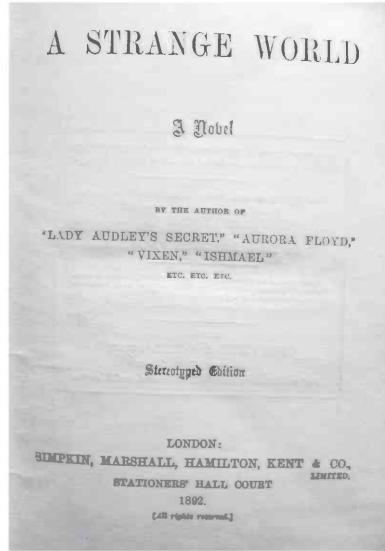 A STRANGE WORLD
A Novel
BY THE AUTHOR OF
"LADY AUDLEY'S SECRET," "AURORA FLOYD,"
"VIXEN," "ISHMAEL"
ETC. ETC. ETC.
Stereotyped Edition
LONDON:
SIMPKIN, MARSHALL, HAMILTON, KENT & CO.,
LIMITED.
STATIONERS' HALL COURT
1892.
[All rights reserved.]